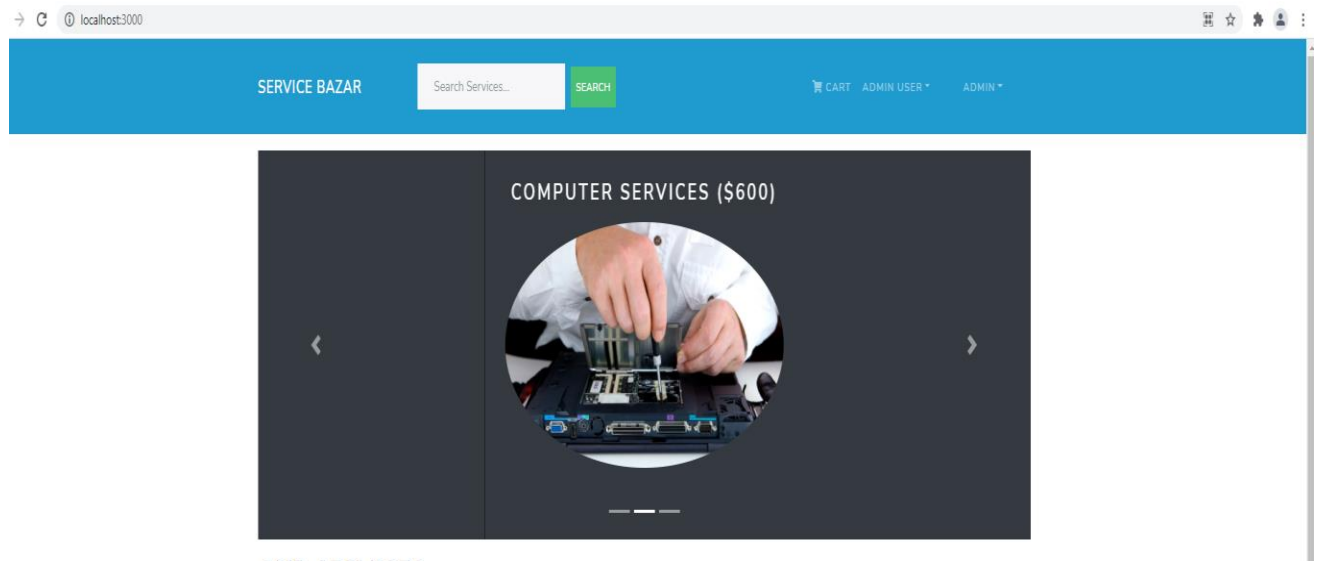 localhost:3000
SERVICE BAZAR Search Services... SEARCH CART ADMIN USER ADMIN
COMPUTER SERVICES ($600)